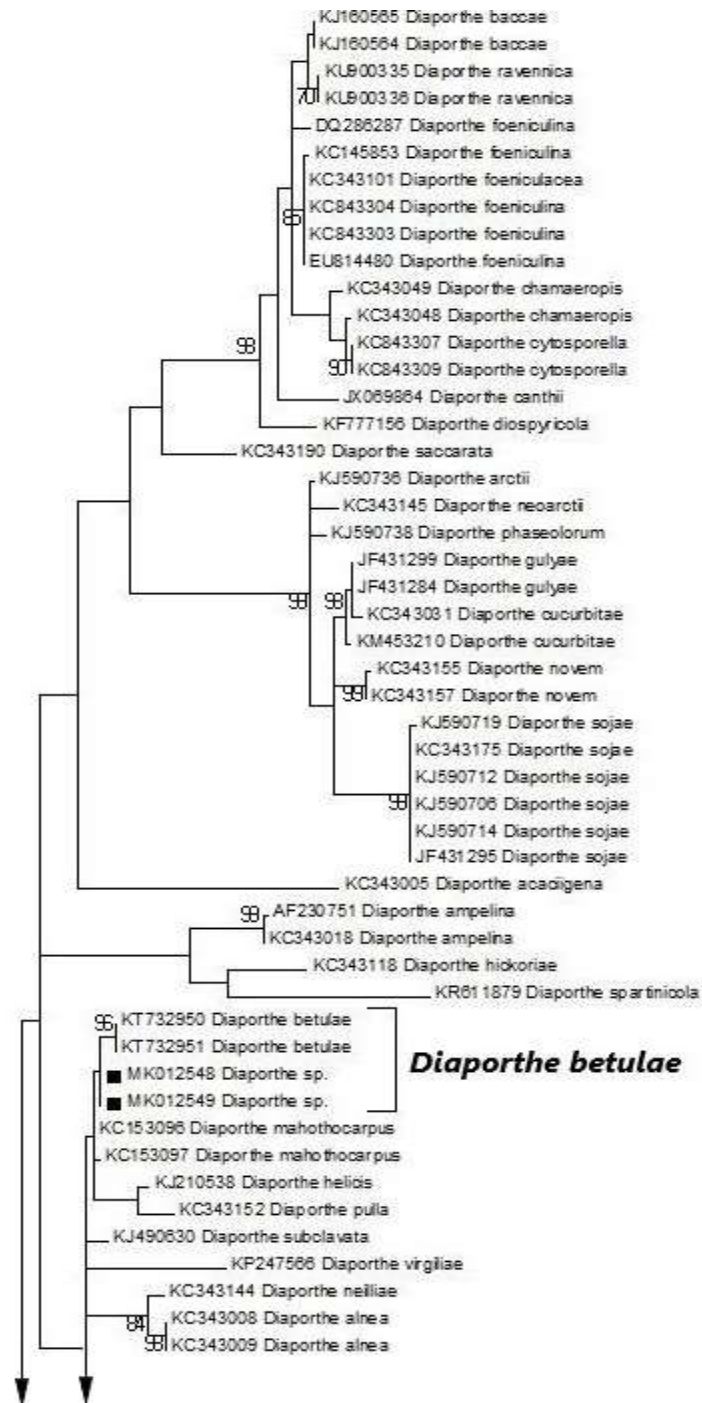 KJ160565 Diaporthe baccae
KJ160564 Diaporthe baccae
KU900335 Diaporthe ravennica
70
KU900336 Diaporthe ravennica
DQ286287 Diaporthe foeniculina
KC145853 Diaporthe foeniculina
KC343101 Diaporthe foeniculacea
KC843304 Diaporthe foeniculina
85
KC843303 Diaporthe foeniculina
EU814480 Diaporthe foeniculina
KC343049 Diaporthe chamaeropis
KC343048 Diaporthe chamaeropis
98
KC843307 Diaporthe cytosporella
90
KC843309 Diaporthe cytosporella
JX069864 Diaporthe canthii
KF777156 Diaporthe diospyricola
KC343190 Diaporthe saccarata
KJ590736 Diaporthe arctii
KC343145 Diaporthe neoarctii
KJ590738 Diaporthe phaseolorum
JF431299 Diaporthe gulyae
JF431284 Diaporthe gulyae
98
98
KC343031 Diaporthe cucurbitae
KM453210 Diaporthe cucurbitae
KC343155 Diaporthe novem
99
KC343157 Diaporthe novem
KJ590719 Diaporthe sojae
KC343175 Diaporthe sojae
KJ590712 Diaporthe sojae
98
KJ590706 Diaporthe sojae
KJ590714 Diaporthe sojae
JF431295 Diaporthe sojae
KC343005 Diaporthe acaciigena
98
AF230751 Diaporthe ampelina
KC343018 Diaporthe ampelina
KC343118 Diaporthe hickoriae
KR611879 Diaporthe spartinicola
96
KT732950 Diaporthe betulae
KT732951 Diaporthe betulae
Diaporthe betulae
MK012548 Diaporthe sp.
MK012549 Diaporthe sp.
KC153096 Diaporthe mahothocarpus
KC153097 Diaporthe mahothocarpus
KJ210538 Diaporthe helicis
KC343152 Diaporthe pulla
KJ490630 Diaporthe subclavata
KP247566 Diaporthe virgiliae
KC343144 Diaporthe neilliae
84
KC343008 Diaporthe alnea
98
KC343009 Diaporthe alnea